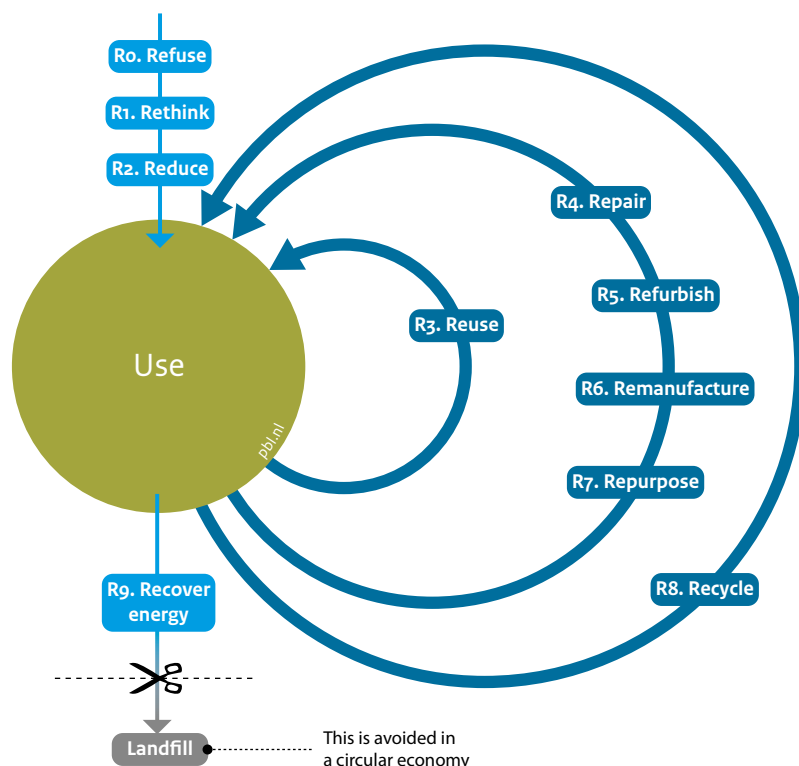 R0. Refuse
R1. Rethink
R2. Reduce
R4. Repair
R5. Refurbish
R3. Reuse
Use
R6. Remanufacture
pbl.nl
R7. Repurpose
R9. Recover
energy
R8. Recycle
Landfill
This is avoided in
a circular economy